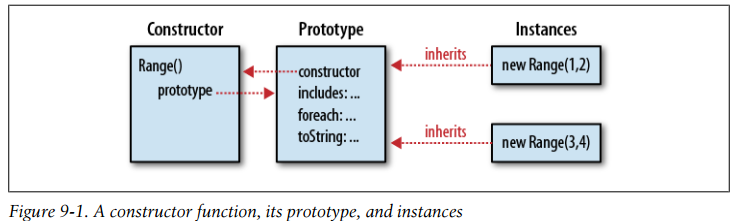 Constructor
Prototype
Instances
Range()
prototype
constructor
includes: ...
foreach: ...
toString: ...
inherits
new Range(1,2)
inherits
new Range(3,4)
Figure 9-1. A constructor function, its prototype, and instances